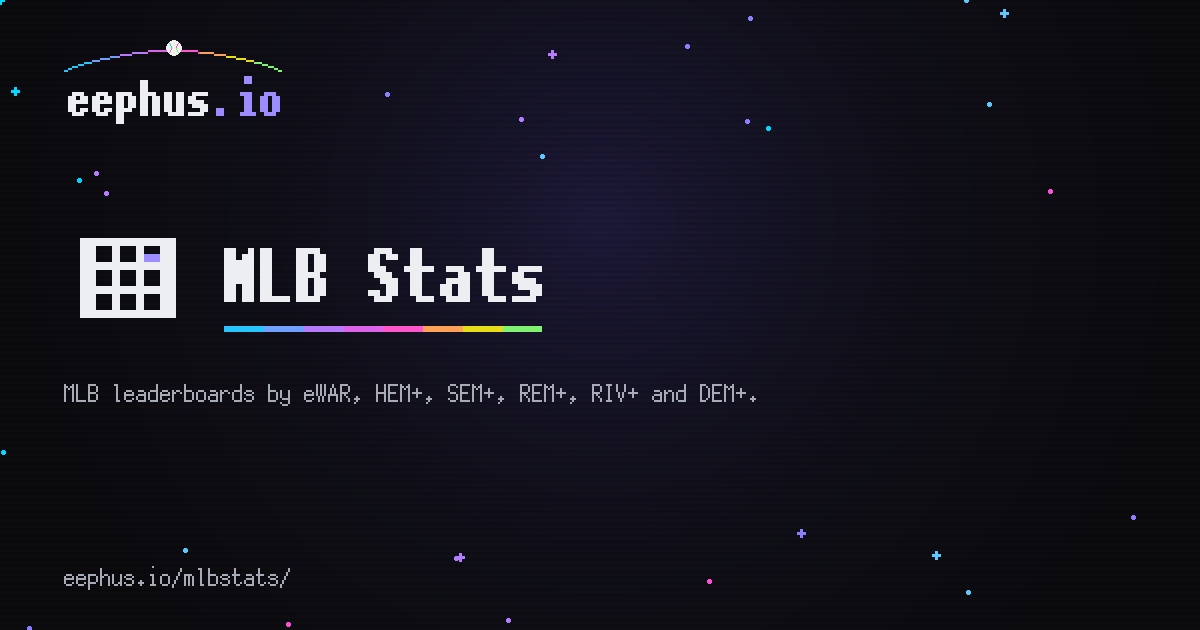 eephus.io
MLB Stats
MLB leaderboards by eWAR, HEM+, SEM+, REM+, RIV+ and DEM+.
eephus.io/mlbstats/